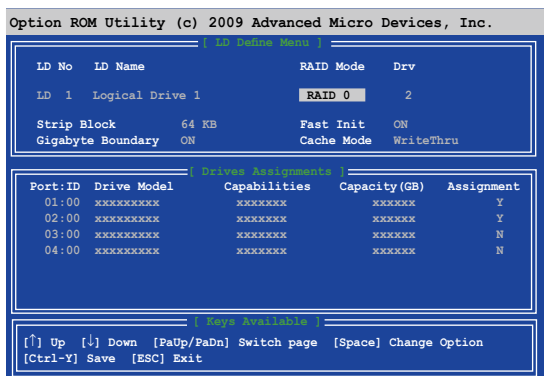 Option ROM Utility (c) 2009 Advanced Micro Devices, Inc.
[ LD Define Menu ]
LD No LD Name RAID Mode Drv
LD 1 Logical Drive 1 RAID 0 2
Strip Block 64 KB Fast Init ON
Gigabyte Boundary ON Cache Mode WriteThru
[ Drives Assignments ]
Port:ID Drive Model Capabilities Capacity(GB) Assignment
01:00 xxxxxxxxx xxxxxxx xxxxxx Y
02:00 xxxxxxxxx xxxxxxx xxxxxx Y
03:00 xxxxxxxxx xxxxxxx xxxxxx N
04:00 xxxxxxxxx xxxxxxx xxxxxx N
[ Keys Available ]
[↑] Up [↓] Down [PaUp/PaDn] Switch page [Space] Change Option
[Ctrl-Y] Save [ESC] Exit